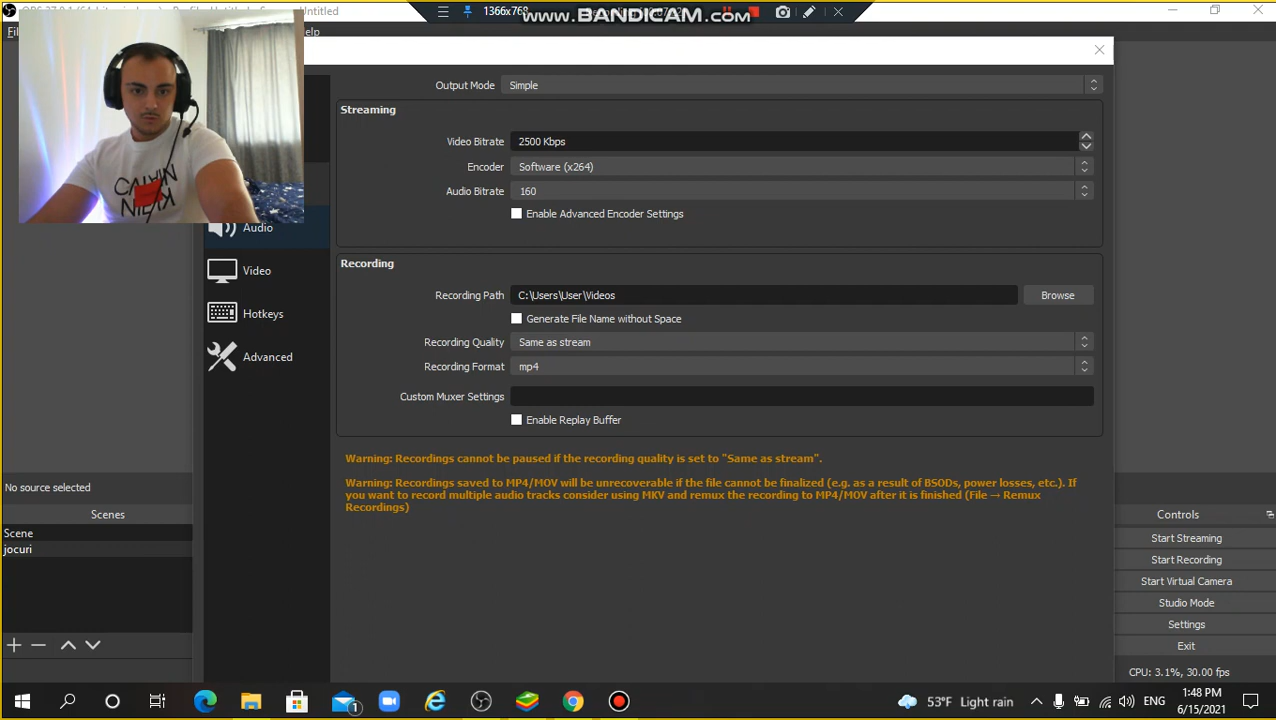 1366x768
www.BANDICAM.com
Output Mode
Simple
Streaming
Video Bitrate
2500 Kbps
Encoder
Software (x264)
Audio Bitrate
160
Enable Advanced Encoder Settings
Audio
Recording
Video
Recording Path
C:\Users\User\Videos
Browse
Hotkeys
Generate File Name without Space
Recording Quality
Same as stream
Advanced
Recording Format
mp4
Custom Muxer Settings
Enable Replay Buffer
Warning: Recordings cannot be paused if the recording quality is set to "Same as stream".
Warning: Recordings saved to MP4/MOV will be unrecoverable if the file cannot be finalized (e.g. as a result of BSODs, power losses, etc.). If
you want to record multiple audio tracks consider using MKV and remux the recording to MP4/MOV after it is finished (File → Remux
Recordings)
No source selected
Scenes
Scene
jocuri
Controls
Start Streaming
Start Recording
Start Virtual Camera
Studio Mode
Settings
Exit
CPU: 3.1%, 30.00 fps
1
53°F Light rain
ENG
1:48 PM
6/15/2021